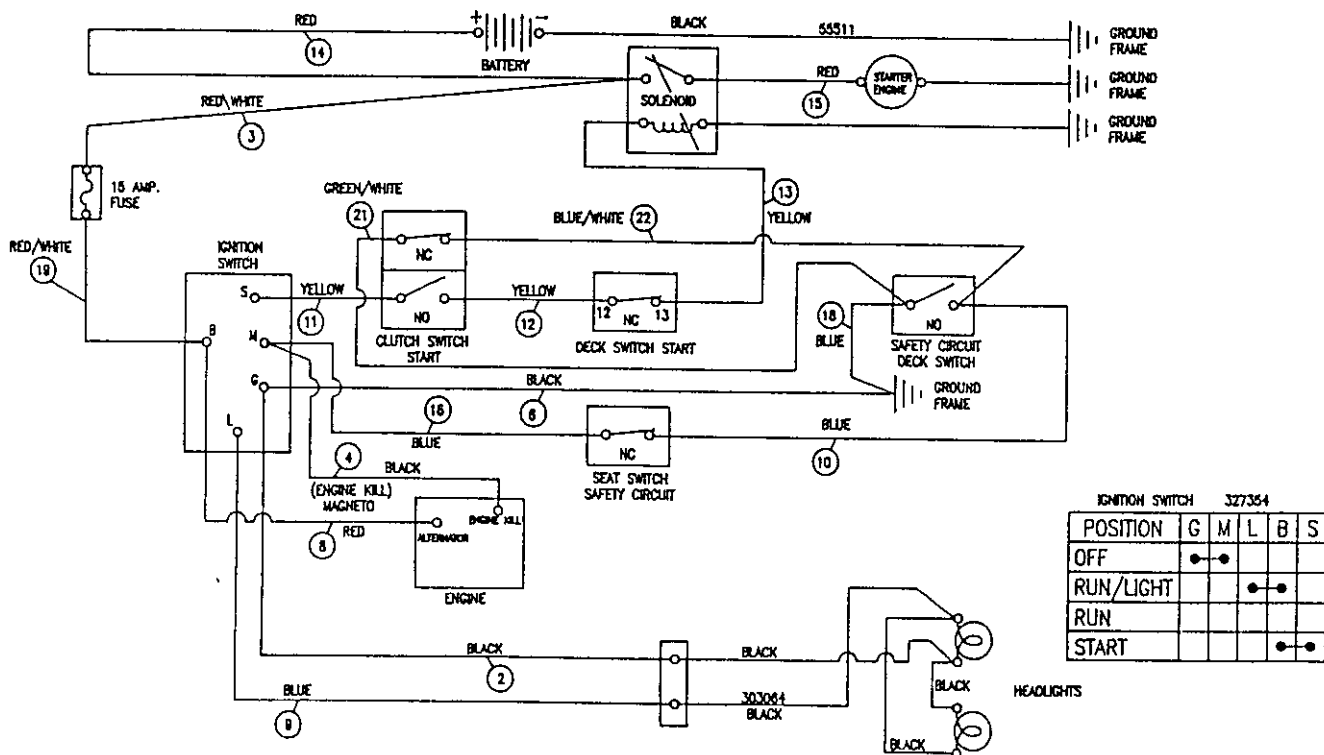 RED
14
+
−
BATTERY
BLACK
55511
GROUND
FRAME
RED
15
STARTER
ENGINE
GROUND
FRAME
SOLENOID
GROUND
FRAME
RED\WHITE
3
15 AMP.
FUSE
GREEN/WHITE
21
BLUE/WHITE
22
13
YELLOW
RED/WHITE
19
IGNITION
SWITCH
NC
S
YELLOW
11
NO
CLUTCH SWITCH
START
YELLOW
12
12
NC
13
DECK SWITCH START
18
BLUE
NO
SAFETY CIRCUIT
DECK SWITCH
B
M
G
L
BLACK
6
GROUND
FRAME
16
BLUE
NC
SEAT SWITCH
SAFETY CIRCUIT
BLUE
10
4
BLACK
(ENGINE KILL)
MAGNETO
RED
8
ENGINE KILL
ALTERNATOR
ENGINE
IGNITION SWITCH 327354
POSITION G M L B S
OFF
RUN/LIGHT
RUN
START
BLACK
2
BLACK
BLUE
9
303064
BLACK
BLACK
HEADLIGHTS
BLACK